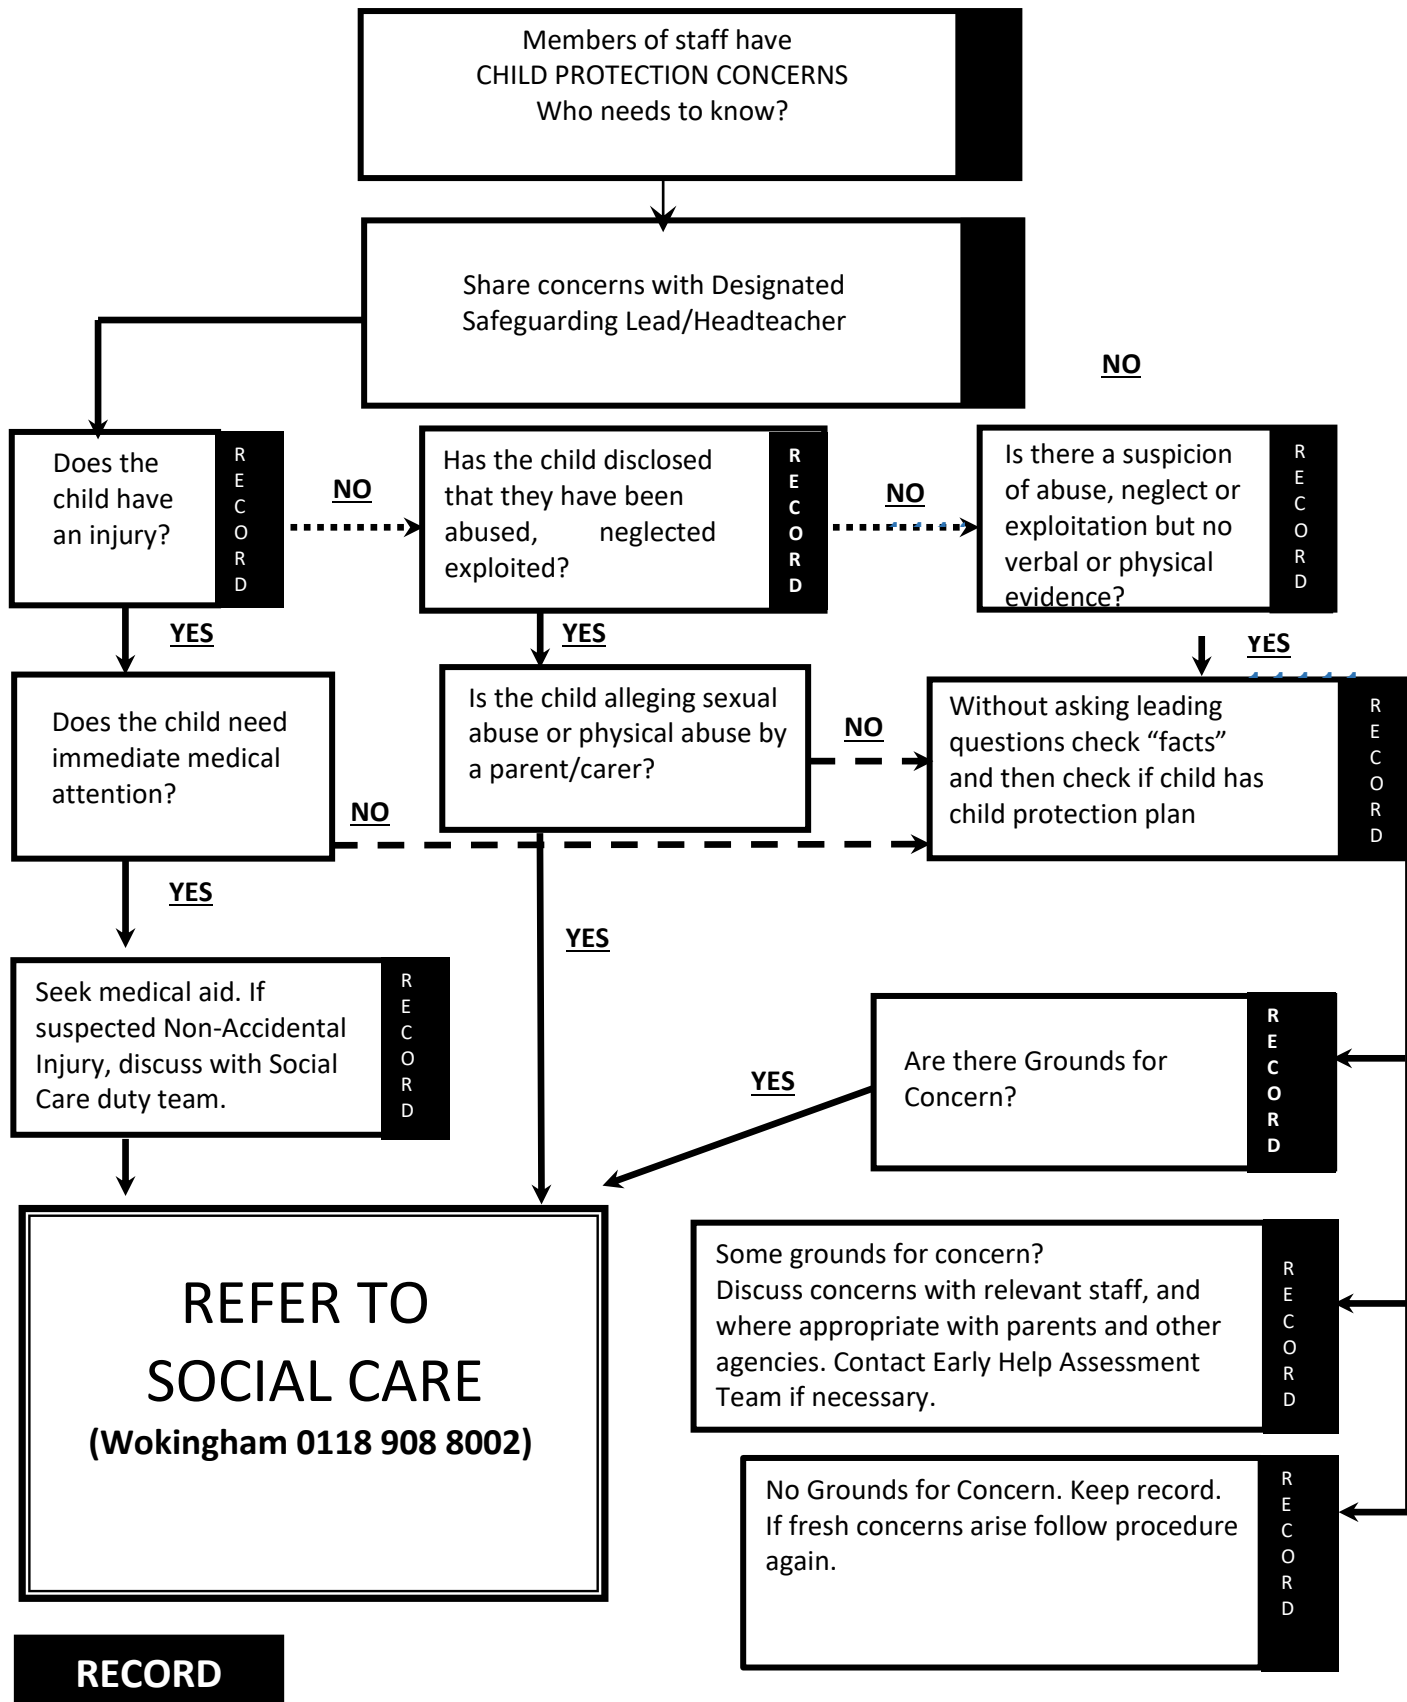 Members of staff have
CHILD PROTECTION CONCERNS
Who needs to know?
Share concerns with Designated
Safeguarding Lead/Headteacher
NO
Does the
child have
an injury?
RECORD
NO
Has the child disclosed
that they have been
abused, neglected
exploited?
RECORD
NO
Is there a suspicion
of abuse, neglect or
exploitation but no
verbal or physical
evidence?
RECORD
YES
YES
YES
Does the child need
immediate medical
attention?
NO
Is the child alleging sexual
abuse or physical abuse by
a parent/carer?
NO
Without asking leading
questions check “facts”
and then check if child has
child protection plan
RECORD
YES
YES
Seek medical aid. If
suspected Non-Accidental
Injury, discuss with Social
Care duty team.
RECORD
YES
Are there Grounds for
Concern?
RECORD
REFER TO
SOCIAL CARE
(Wokingham 0118 908 8002)
Some grounds for concern?
Discuss concerns with relevant staff, and
where appropriate with parents and other
agencies. Contact Early Help Assessment
Team if necessary.
RECORD
No Grounds for Concern. Keep record.
If fresh concerns arise follow procedure
again.
RECORD
RECORD